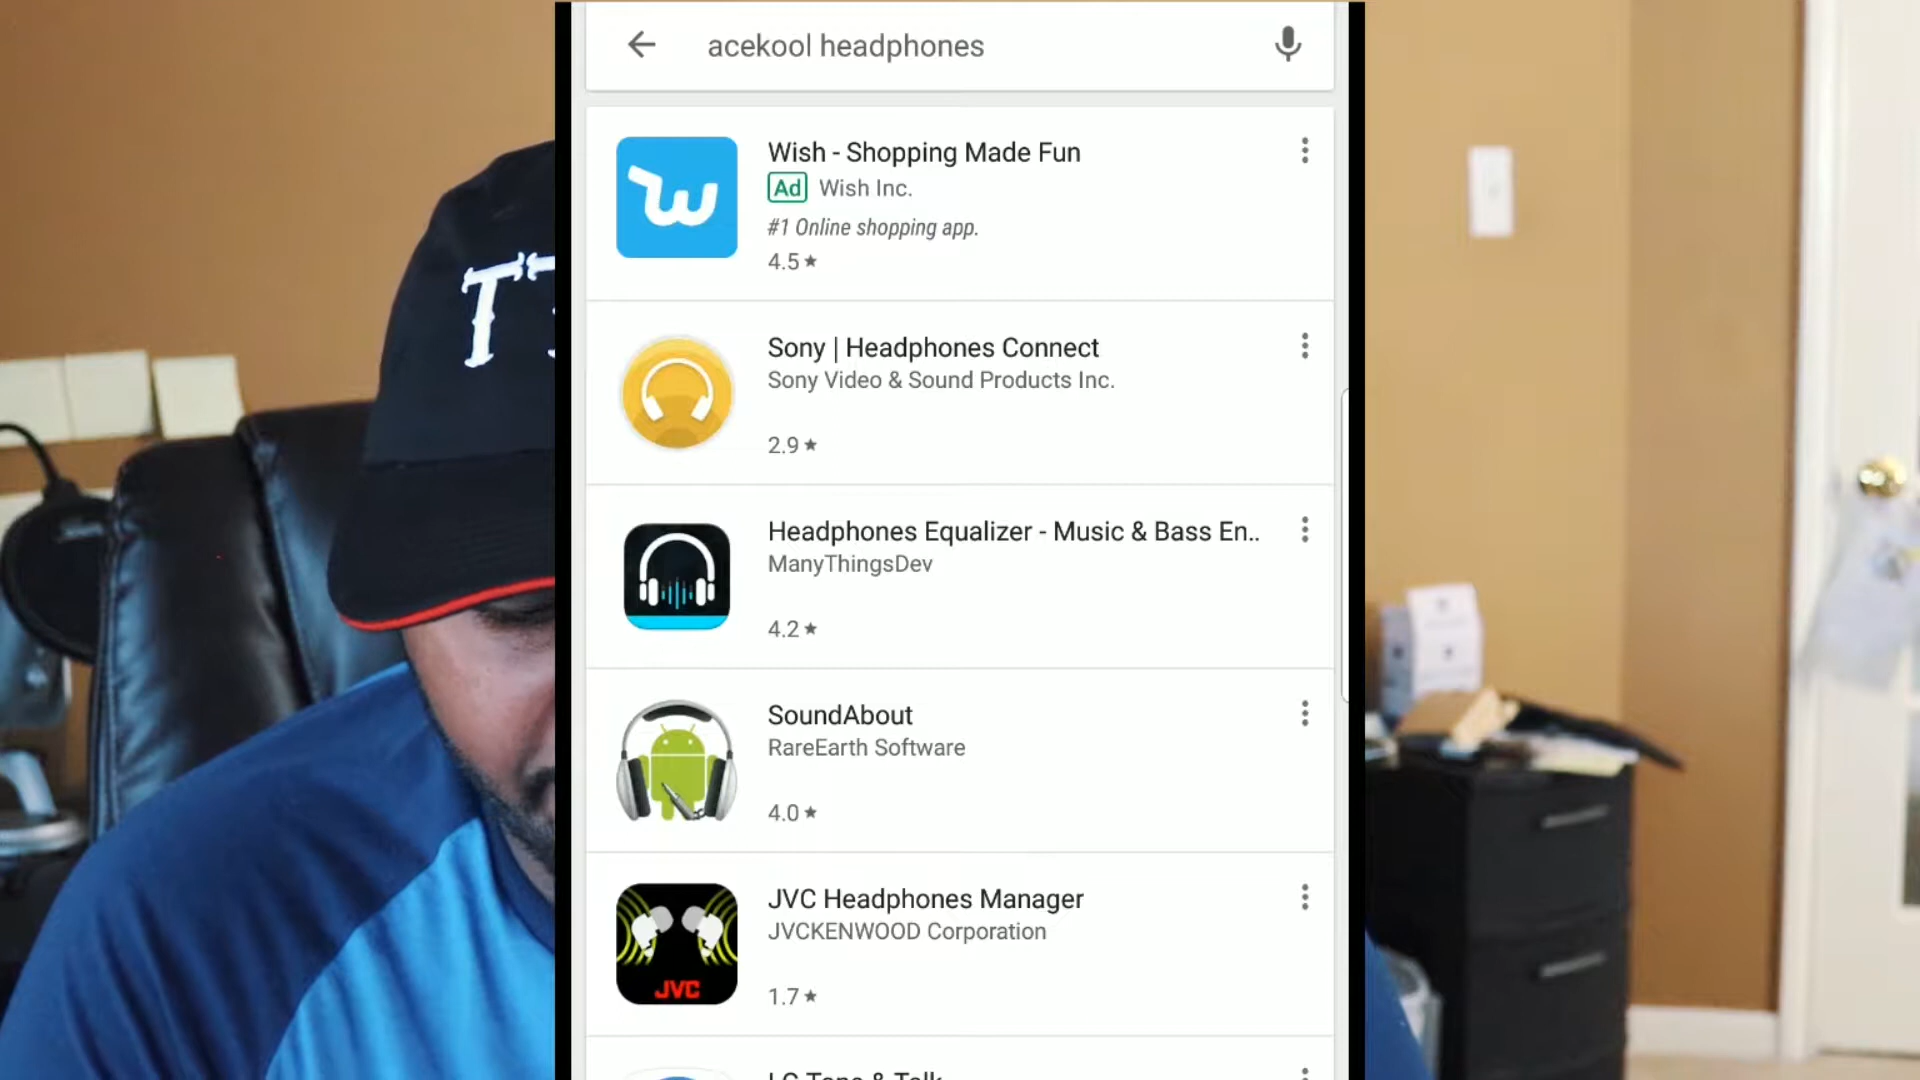 acekool headphones
Wish - Shopping Made Fun
Ad Wish Inc.
#1 Online shopping app.
4.5★
Sony | Headphones Connect
Sony Video & Sound Products Inc.
2.9★
Headphones Equalizer - Music & Bass En..
ManyThingsDev
4.2★
SoundAbout
RareEarth Software
4.0★
JVC Headphones Manager
JVCKENWOOD Corporation
JVC
1.7★